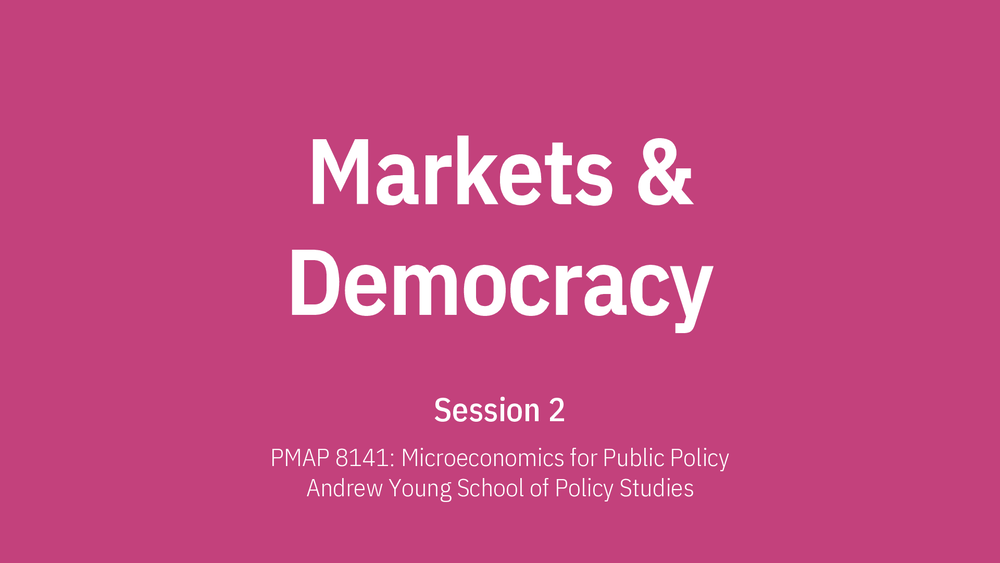 Markets &
Democracy
Session 2
PMAP 8141: Microeconomics for Public Policy
Andrew Young School of Policy Studies